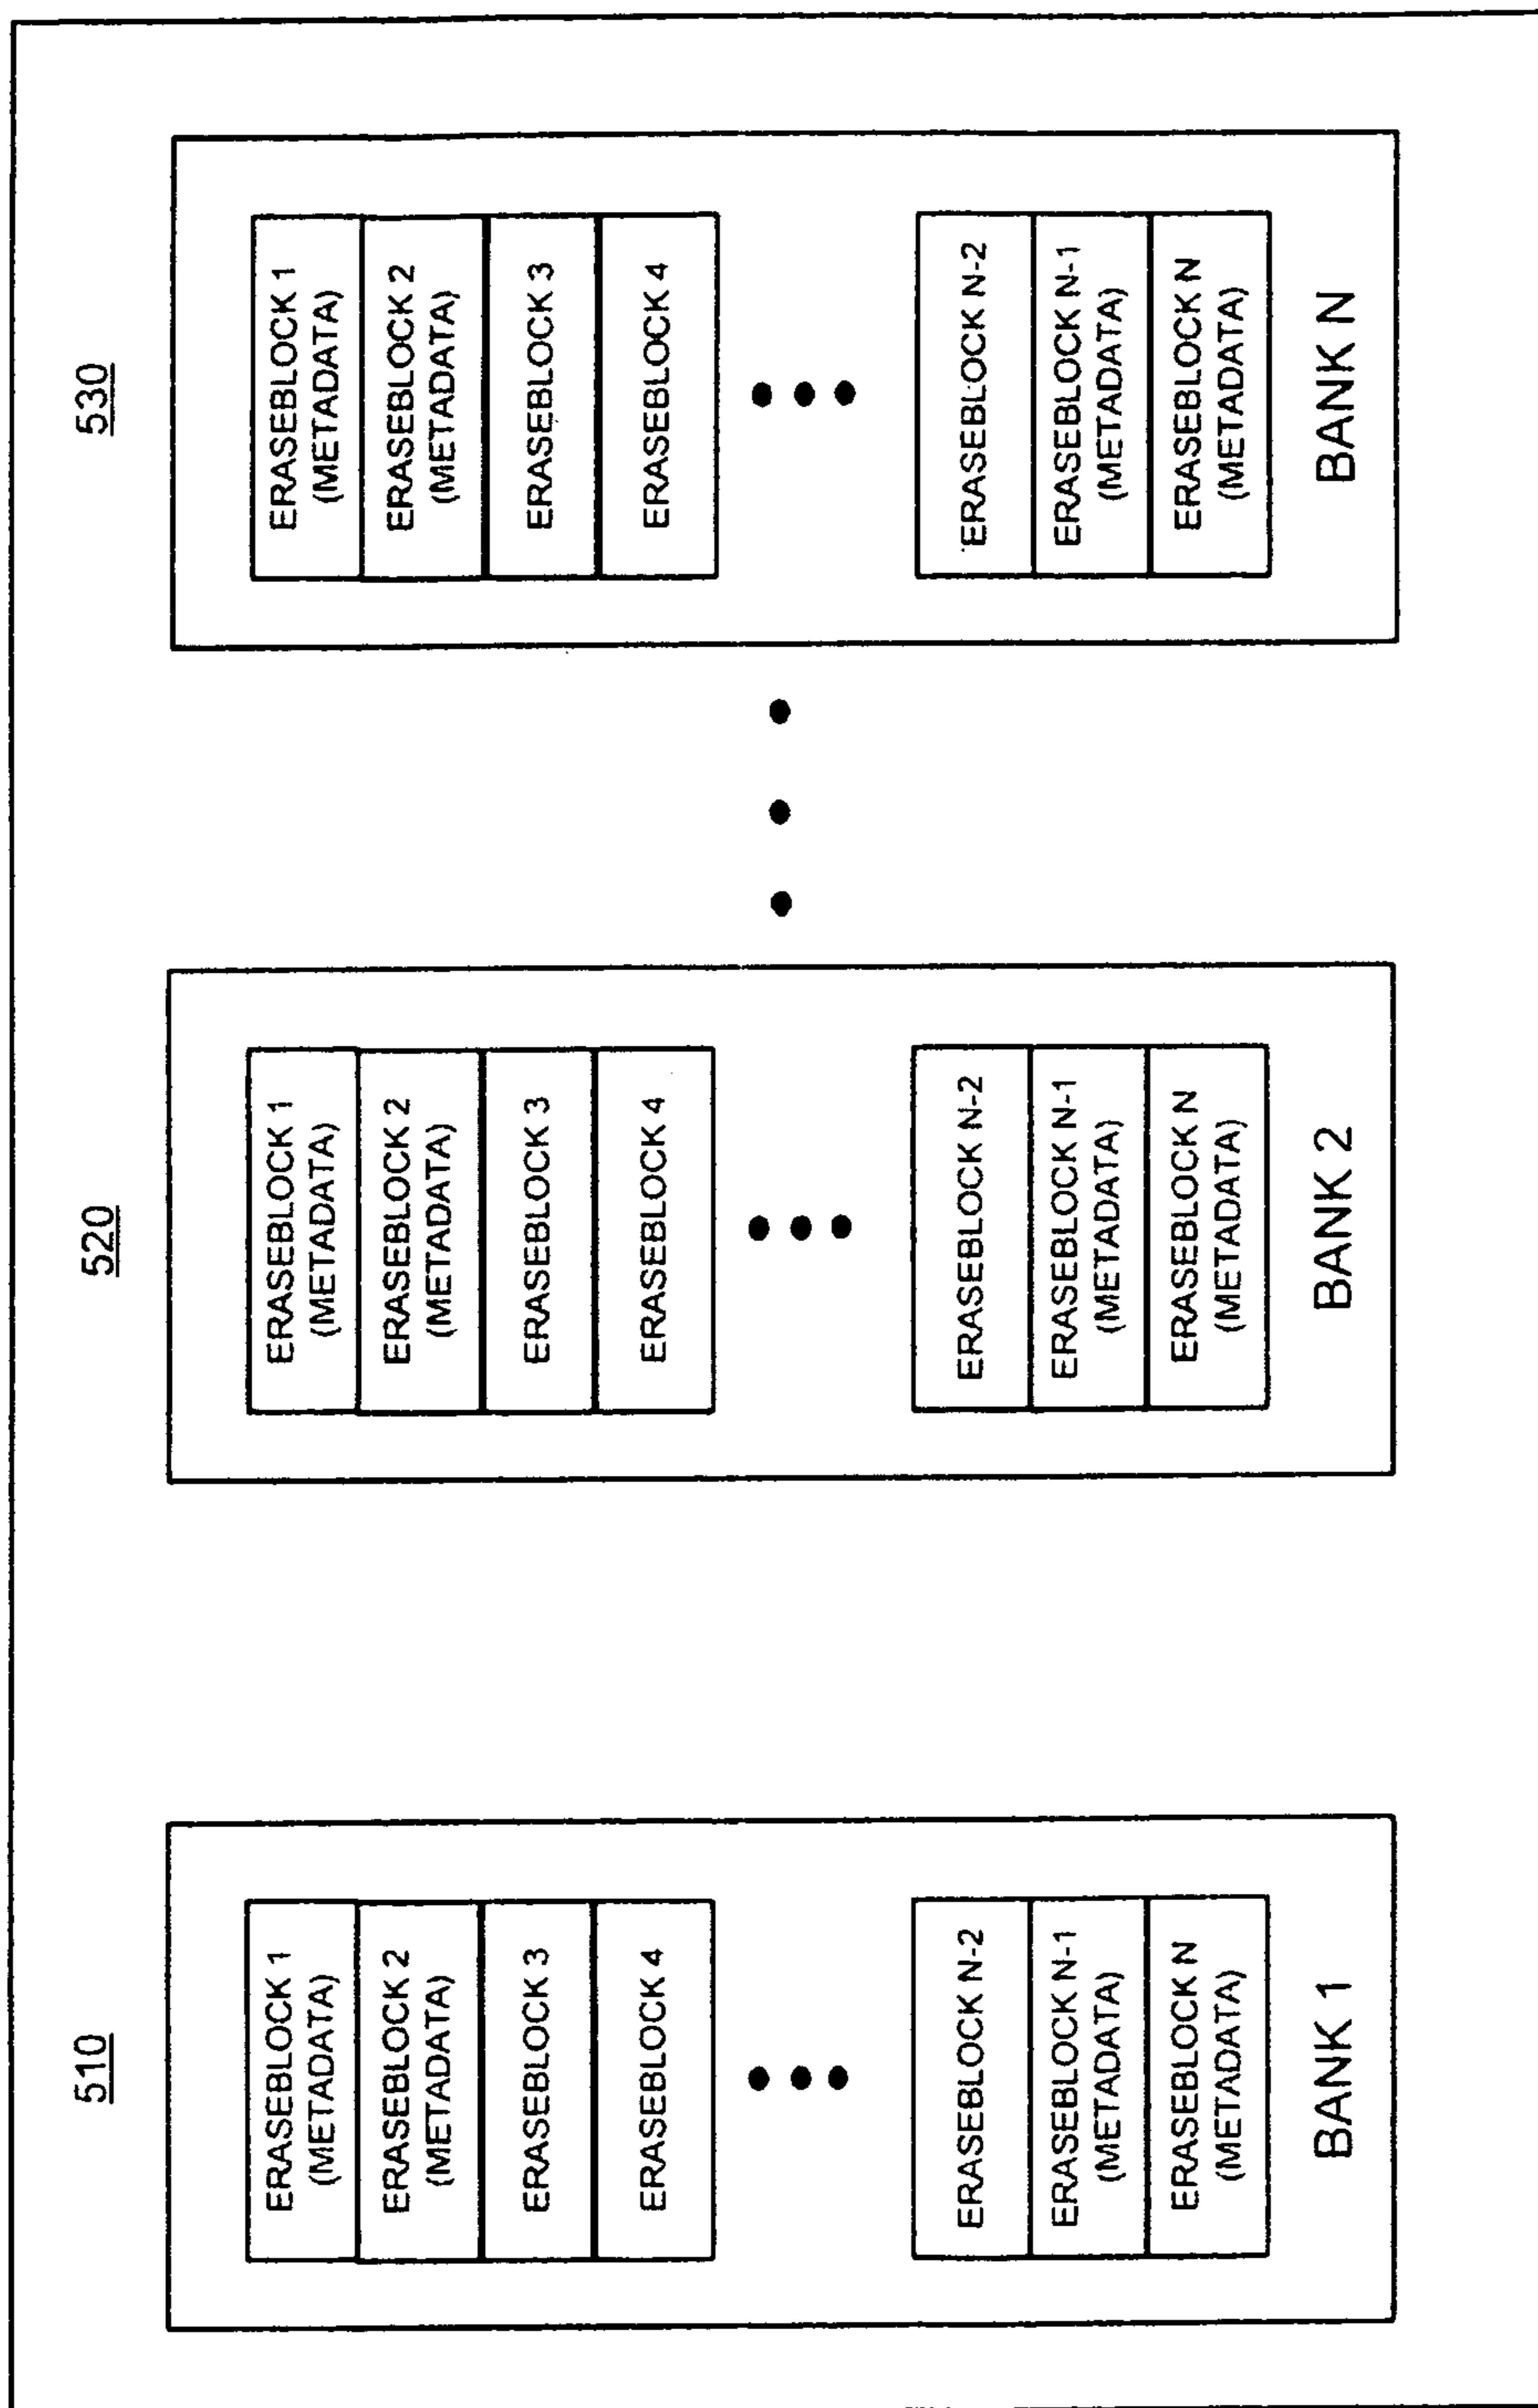 510
ERASEBLOCK 1
(METADATA)
ERASEBLOCK 2
(METADATA)
ERASEBLOCK 3
ERASEBLOCK 4
ERASEBLOCK N-2
ERASEBLOCK N-1
(METADATA)
ERASEBLOCK N
(METADATA)
BANK 1
520
ERASEBLOCK 1
(METADATA)
ERASEBLOCK 2
(METADATA)
ERASEBLOCK 3
ERASEBLOCK 4
ERASEBLOCK N-2
ERASEBLOCK N-1
(METADATA)
ERASEBLOCK N
(METADATA)
BANK 2
530
ERASEBLOCK 1
(METADATA)
ERASEBLOCK 2
(METADATA)
ERASEBLOCK 3
ERASEBLOCK 4
ERASEBLOCK N-2
ERASEBLOCK N-1
(METADATA)
ERASEBLOCK N
(METADATA)
BANK N